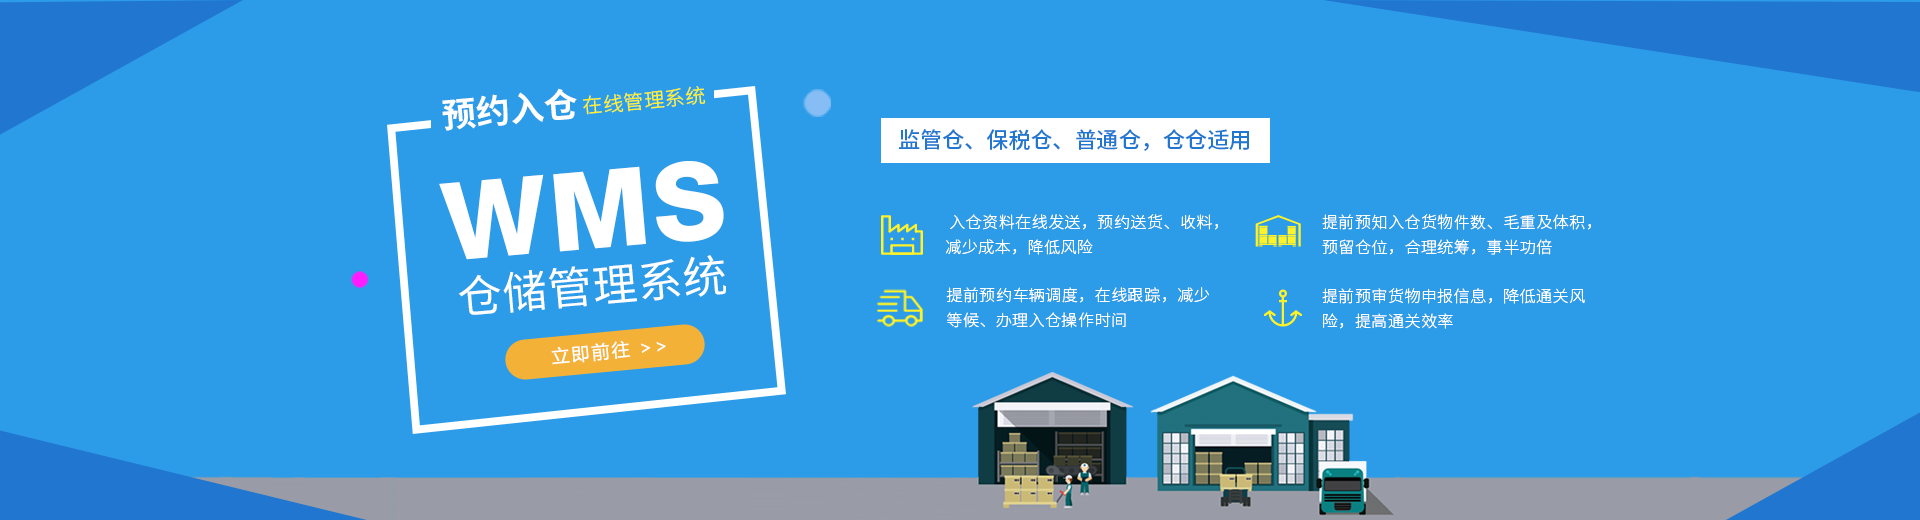 预约入仓 在线管理系统
WMS
仓储管理系统
立即前往 >>
监管仓、保税仓、普通仓，仓仓适用
入仓资料在线发送，预约送货、收料，
减少成本，降低风险
提前预知入仓货物件数、毛重及体积，
预留仓位，合理统筹，事半功倍
提前预约车辆调度，在线跟踪，减少
等候、办理入仓操作时间
提前预审货物申报信息，降低通关风
险，提高通关效率